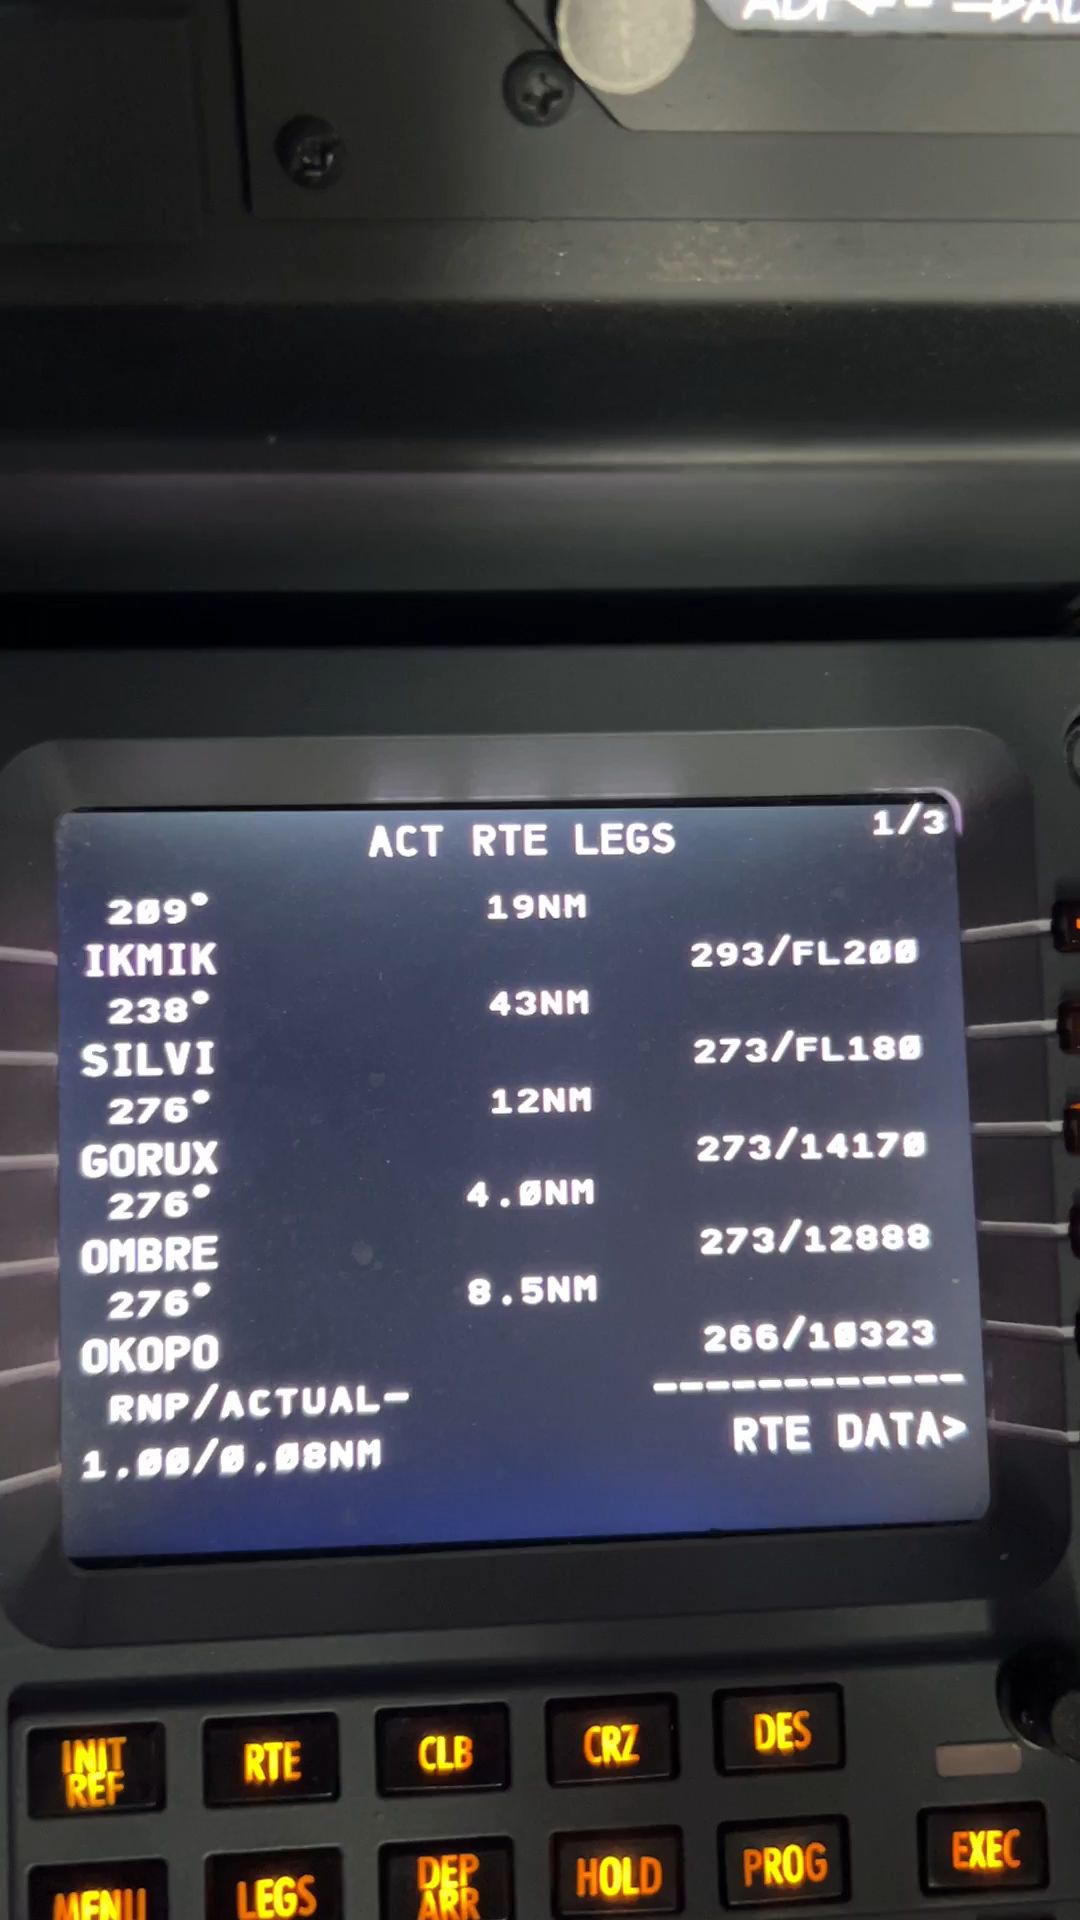 ADF
ACT RTE LEGS 1/3
209° 19NM
IKMIK 293/FL200
238° 43NM
SILVI 273/FL180
276° 12NM
GORUX 273/14170
276° 4.0NM
OMBRE 273/12888
276° 8.5NM
OKOPO 266/10323
RNP/ACTUAL- ------------
1.00/0.08NM RTE DATA>
INIT REF RTE CLB CRZ DES
MENU LEGS DEP ARR HOLD PROG EXEC